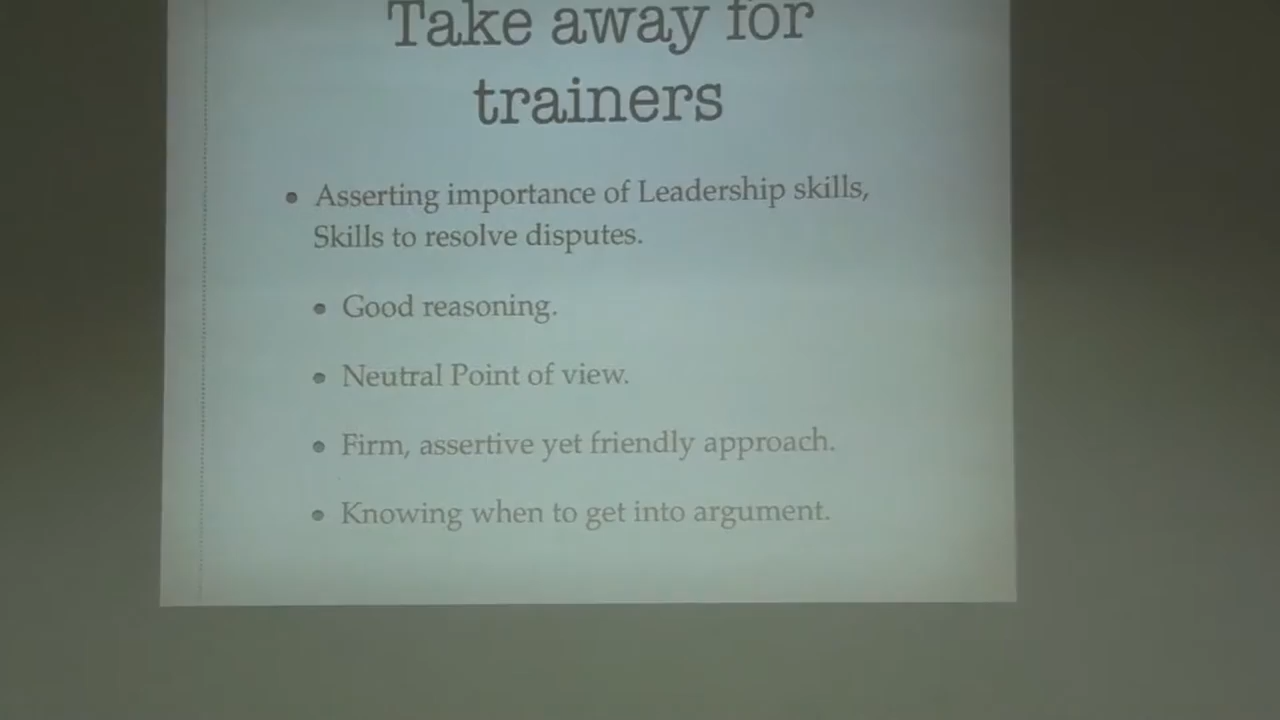 Take away for
trainers
• Asserting importance of Leadership skills,
Skills to resolve disputes.
• Good reasoning.
• Neutral Point of view.
• Firm, assertive yet friendly approach.
• Knowing when to get into argument.